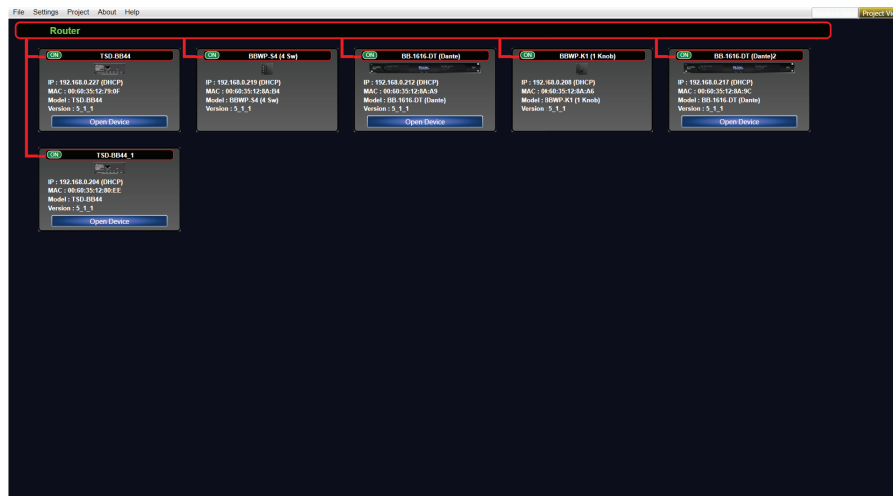 File Settings Project About Help
Project Vi
Router
ON TSD-BB44
IP : 192.168.0.227 (DHCP)
MAC : 00:60:35:12:79:0F
Model : TSD-BB44
Version : 5_1_1
Open Device
ON BBWP-S4 (4 Sw)
IP : 192.168.0.219 (DHCP)
MAC : 00:60:35:12:8A:B4
Model : BBWP-S4 (4 Sw)
Version : 5_1_1
ON BB-1616-DT (Dante)
IP : 192.168.0.212 (DHCP)
MAC : 00:60:35:12:8A:A9
Model : BB-1616-DT (Dante)
Version : 5_1_1
Open Device
ON BBWP-K1 (1 Knob)
IP : 192.168.0.208 (DHCP)
MAC : 00:60:35:12:8A:A6
Model : BBWP-K1 (1 Knob)
Version : 5_1_1
ON BB-1616-DT (Dante)2
IP : 192.168.0.217 (DHCP)
MAC : 00:60:35:12:8A:9C
Model : BB-1616-DT (Dante)
Version : 5_1_1
Open Device
ON TSD-BB44_1
IP : 192.168.0.204 (DHCP)
MAC : 00:60:35:12:80:EE
Model : TSD-BB44
Version : 5_1_1
Open Device